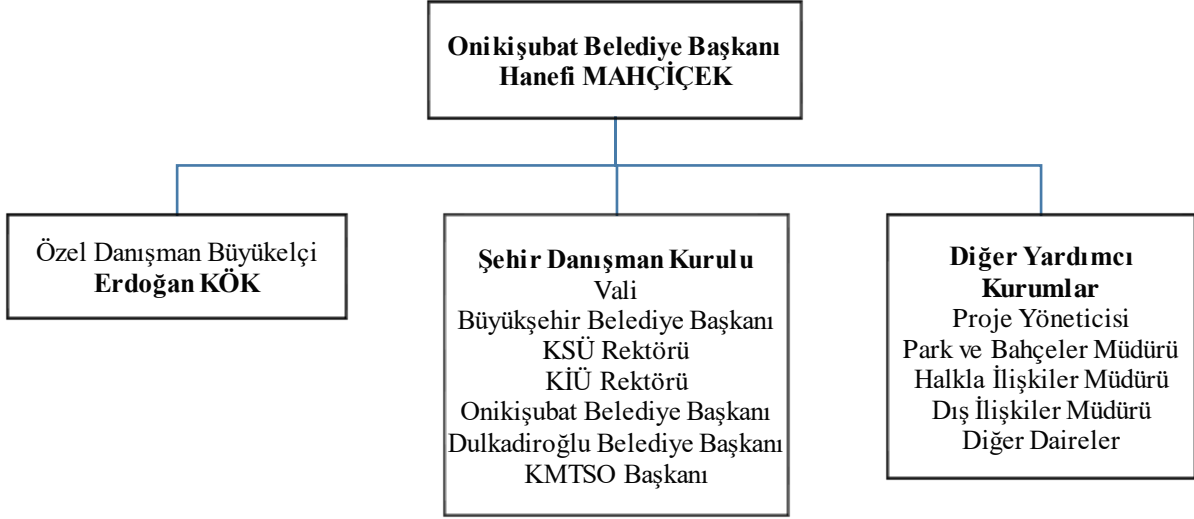 Onikişubat Belediye Başkanı
Hanefi MAHÇİÇEK
Özel Danışman Büyükelçi
Erdoğan KÖK
Şehir Danışman Kurulu
Vali
Büyükşehir Belediye Başkanı
KSÜ Rektörü
KİÜ Rektörü
Onikişubat Belediye Başkanı
Dulkadiroğlu Belediye Başkanı
KMTSO Başkanı
Diğer Yardımcı
Kurumlar
Proje Yöneticisi
Park ve Bahçeler Müdürü
Halkla İlişkiler Müdürü
Dış İlişkiler Müdürü
Diğer Daireler